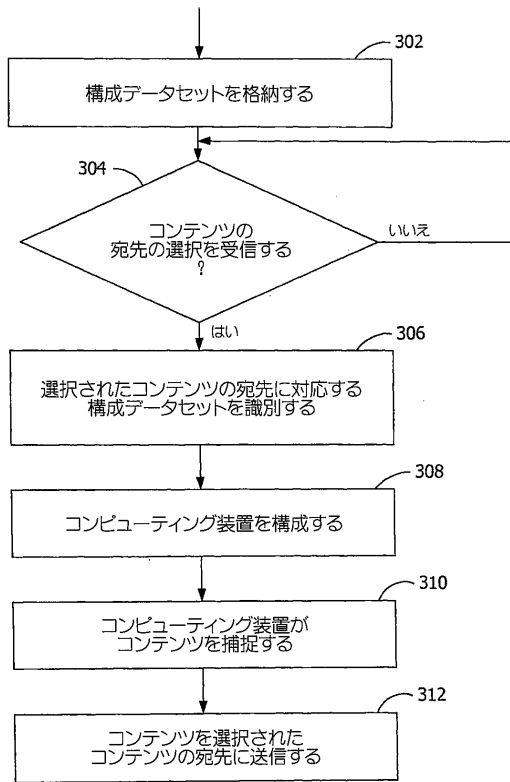 302
構成データセットを格納する
304
コンテンツの
宛先の選択を受信する
?
いいえ
はい
306
選択されたコンテンツの宛先に対応する
構成データセットを識別する
308
コンピューティング装置を構成する
310
コンピューティング装置が
コンテンツを捕捉する
312
コンテンツを選択された
コンテンツの宛先に送信する